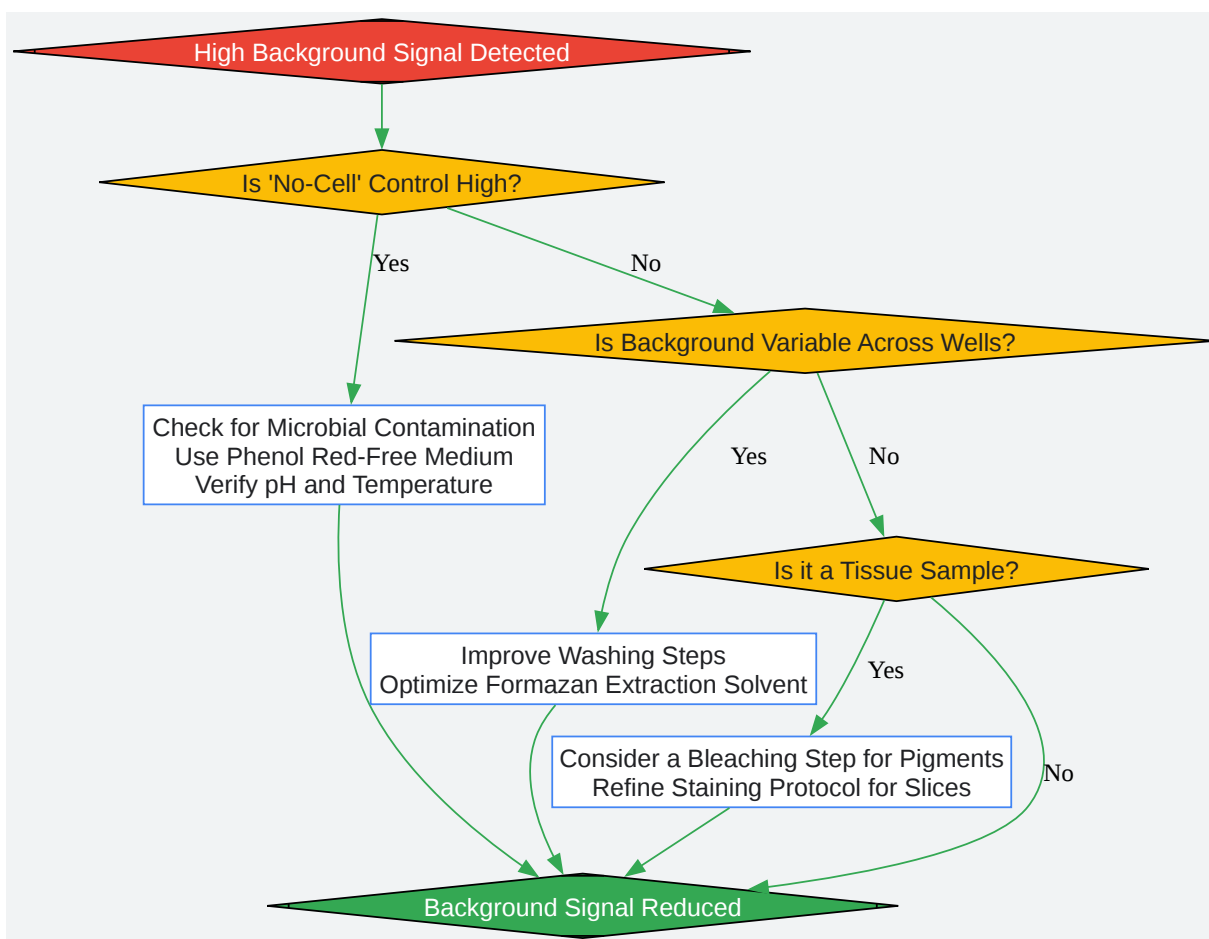 High Background Signal Detected
Is 'No-Cell' Control High?
Yes
No
Is Background Variable Across Wells?
Check for Microbial Contamination
Use Phenol Red-Free Medium
Verify pH and Temperature
Yes
No
Is it a Tissue Sample?
Improve Washing Steps
Optimize Formazan Extraction Solvent
Yes
Consider a Bleaching Step for Pigments
Refine Staining Protocol for Slices
No
Background Signal Reduced